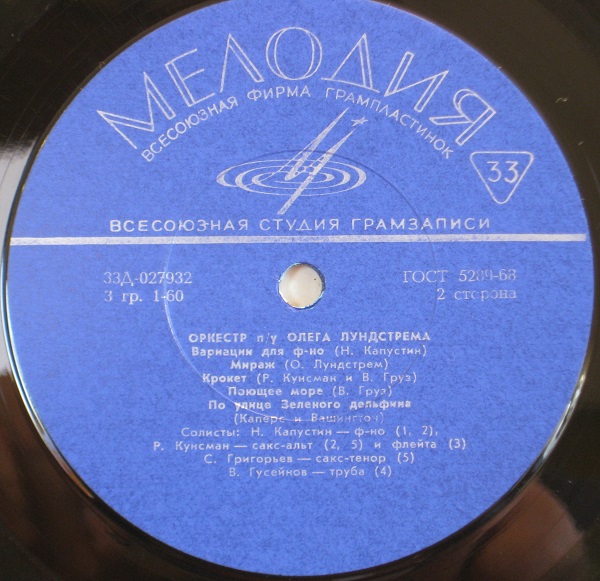 МЕЛОДИЯ
ВСЕСОЮЗНАЯ ФИРМА ГРАМПЛАСТИНОК
33
ВСЕСОЮЗНАЯ СТУДИЯ ГРАМЗАПИСИ
33Д-027932 ГОСТ 5289-68
3 гр. 1-60 2 сторона
ОРКЕСТР п/у ОЛЕГА ЛУНДСТРЕМА
Вариации для ф-но (Н. Капустин)
Мираж (О. Лундстрем)
Крокет (Р. Кунсман и В. Груз)
Поющее море (В. Груз)
По улице Зеленого дельфина
(Каперс и Вашингтон)
Солисты: Н. Капустин — ф-но (1, 2),
Р. Кунсман — сакс-альт (2, 5) и флейта (3)
С. Григорьев — сакс-тенор (5)
В. Гусейнов — труба (4)